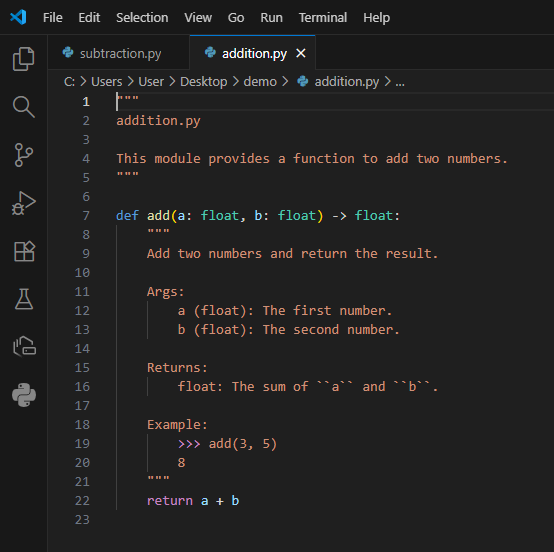 File Edit Selection View Go Run Terminal Help
subtraction.py addition.py
C: > Users > User > Desktop > demo > addition.py > ...
1 """
2 addition.py
3
4 This module provides a function to add two numbers.
5 """
6
7 def add(a: float, b: float) -> float:
8     """
9     Add two numbers and return the result.
10
11     Args:
12         a (float): The first number.
13         b (float): The second number.
14
15     Returns:
16         float: The sum of ``a`` and ``b``.
17
18     Example:
19         >>> add(3, 5)
20         8
21     """
22     return a + b
23